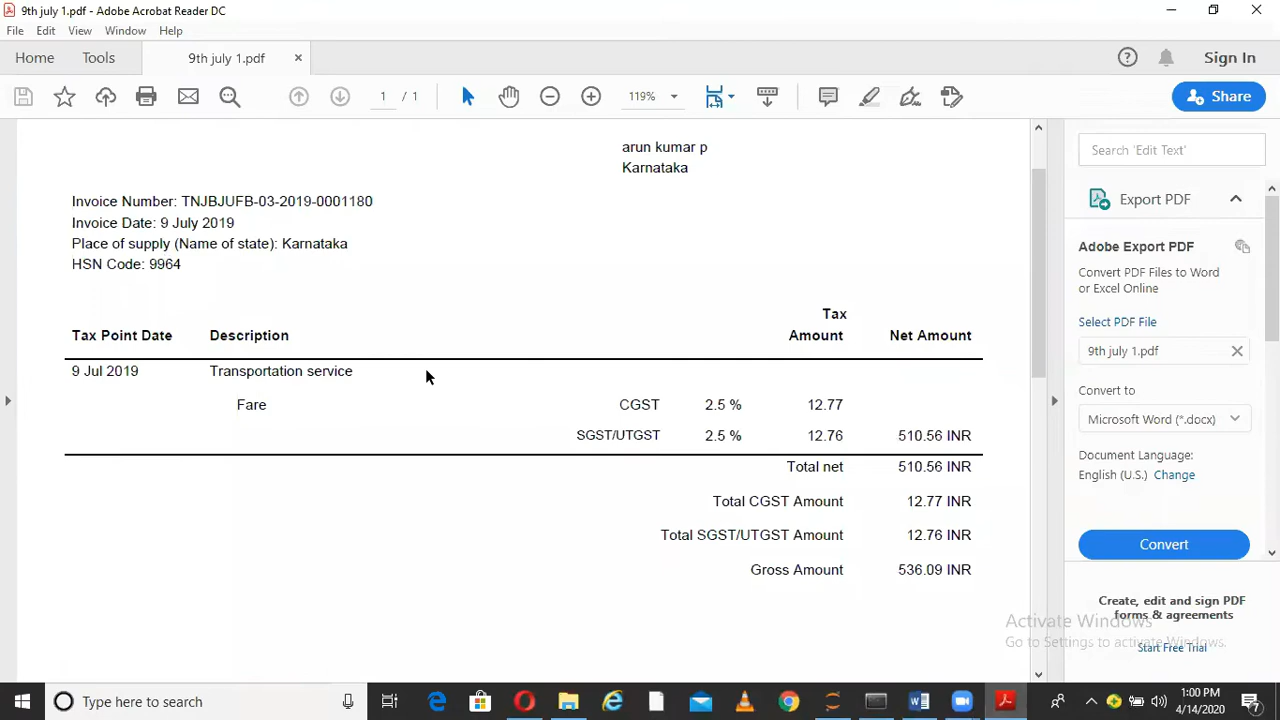 9th july 1.pdf - Adobe Acrobat Reader DC
File Edit View Window Help
Home Tools 9th july 1.pdf × Sign In
1 / 1 119% Share
arun kumar p
Karnataka
Invoice Number: TNJBJUFB-03-2019-0001180
Invoice Date: 9 July 2019
Place of supply (Name of state): Karnataka
HSN Code: 9964
Tax Point Date Description Tax Amount Net Amount
9 Jul 2019 Transportation service
Fare CGST 2.5 % 12.77
SGST/UTGST 2.5 % 12.76 510.56 INR
Total net 510.56 INR
Total CGST Amount 12.77 INR
Total SGST/UTGST Amount 12.76 INR
Gross Amount 536.09 INR
Search 'Edit Text'
Export PDF
Adobe Export PDF
Convert PDF Files to Word
or Excel Online
Select PDF File
9th july 1.pdf
Convert to
Microsoft Word (*.docx)
Document Language:
English (U.S.) Change
Convert
Create, edit and sign PDF
forms & agreements
Start Free Trial
Activate Windows
Go to Settings to activate Windows.
Type here to search
1:00 PM
4/14/2020
7